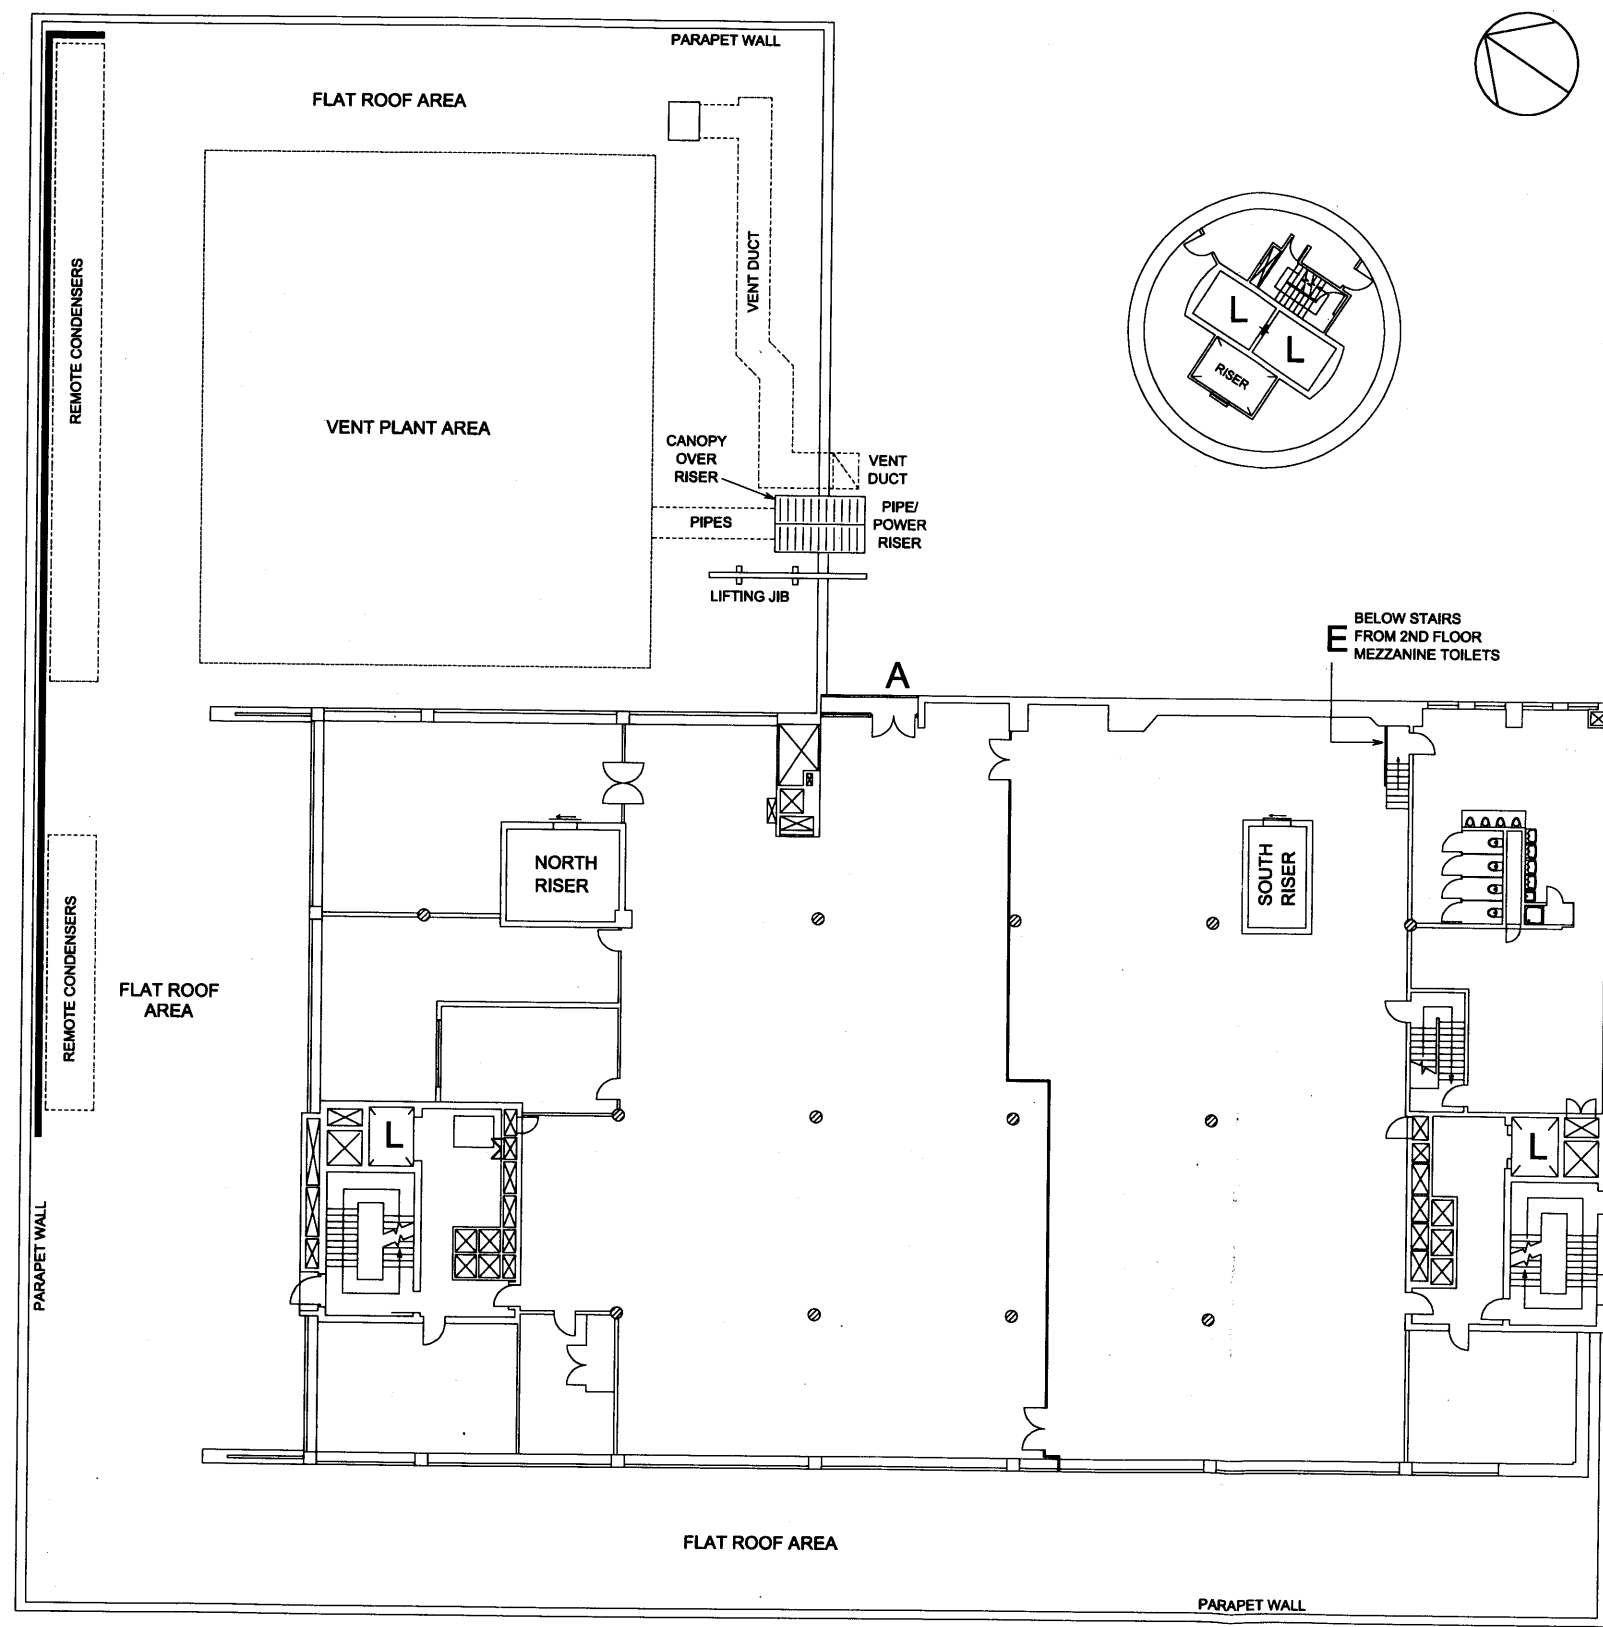 PARAPET WALL
FLAT ROOF AREA
REMOTE CONDENSERS
VENT DUCT
VENT PLANT AREA
CANOPY
OVER
RISER
VENT
DUCT
PIPES
PIPE/
POWER
RISER
LIFTING JIB
L
L
RISER
E
BELOW STAIRS
FROM 2ND FLOOR
MEZZANINE TOILETS
A
NORTH
RISER
SOUTH
RISER
REMOTE CONDENSERS
FLAT ROOF
AREA
L
L
PARAPET WALL
FLAT ROOF AREA
PARAPET WALL